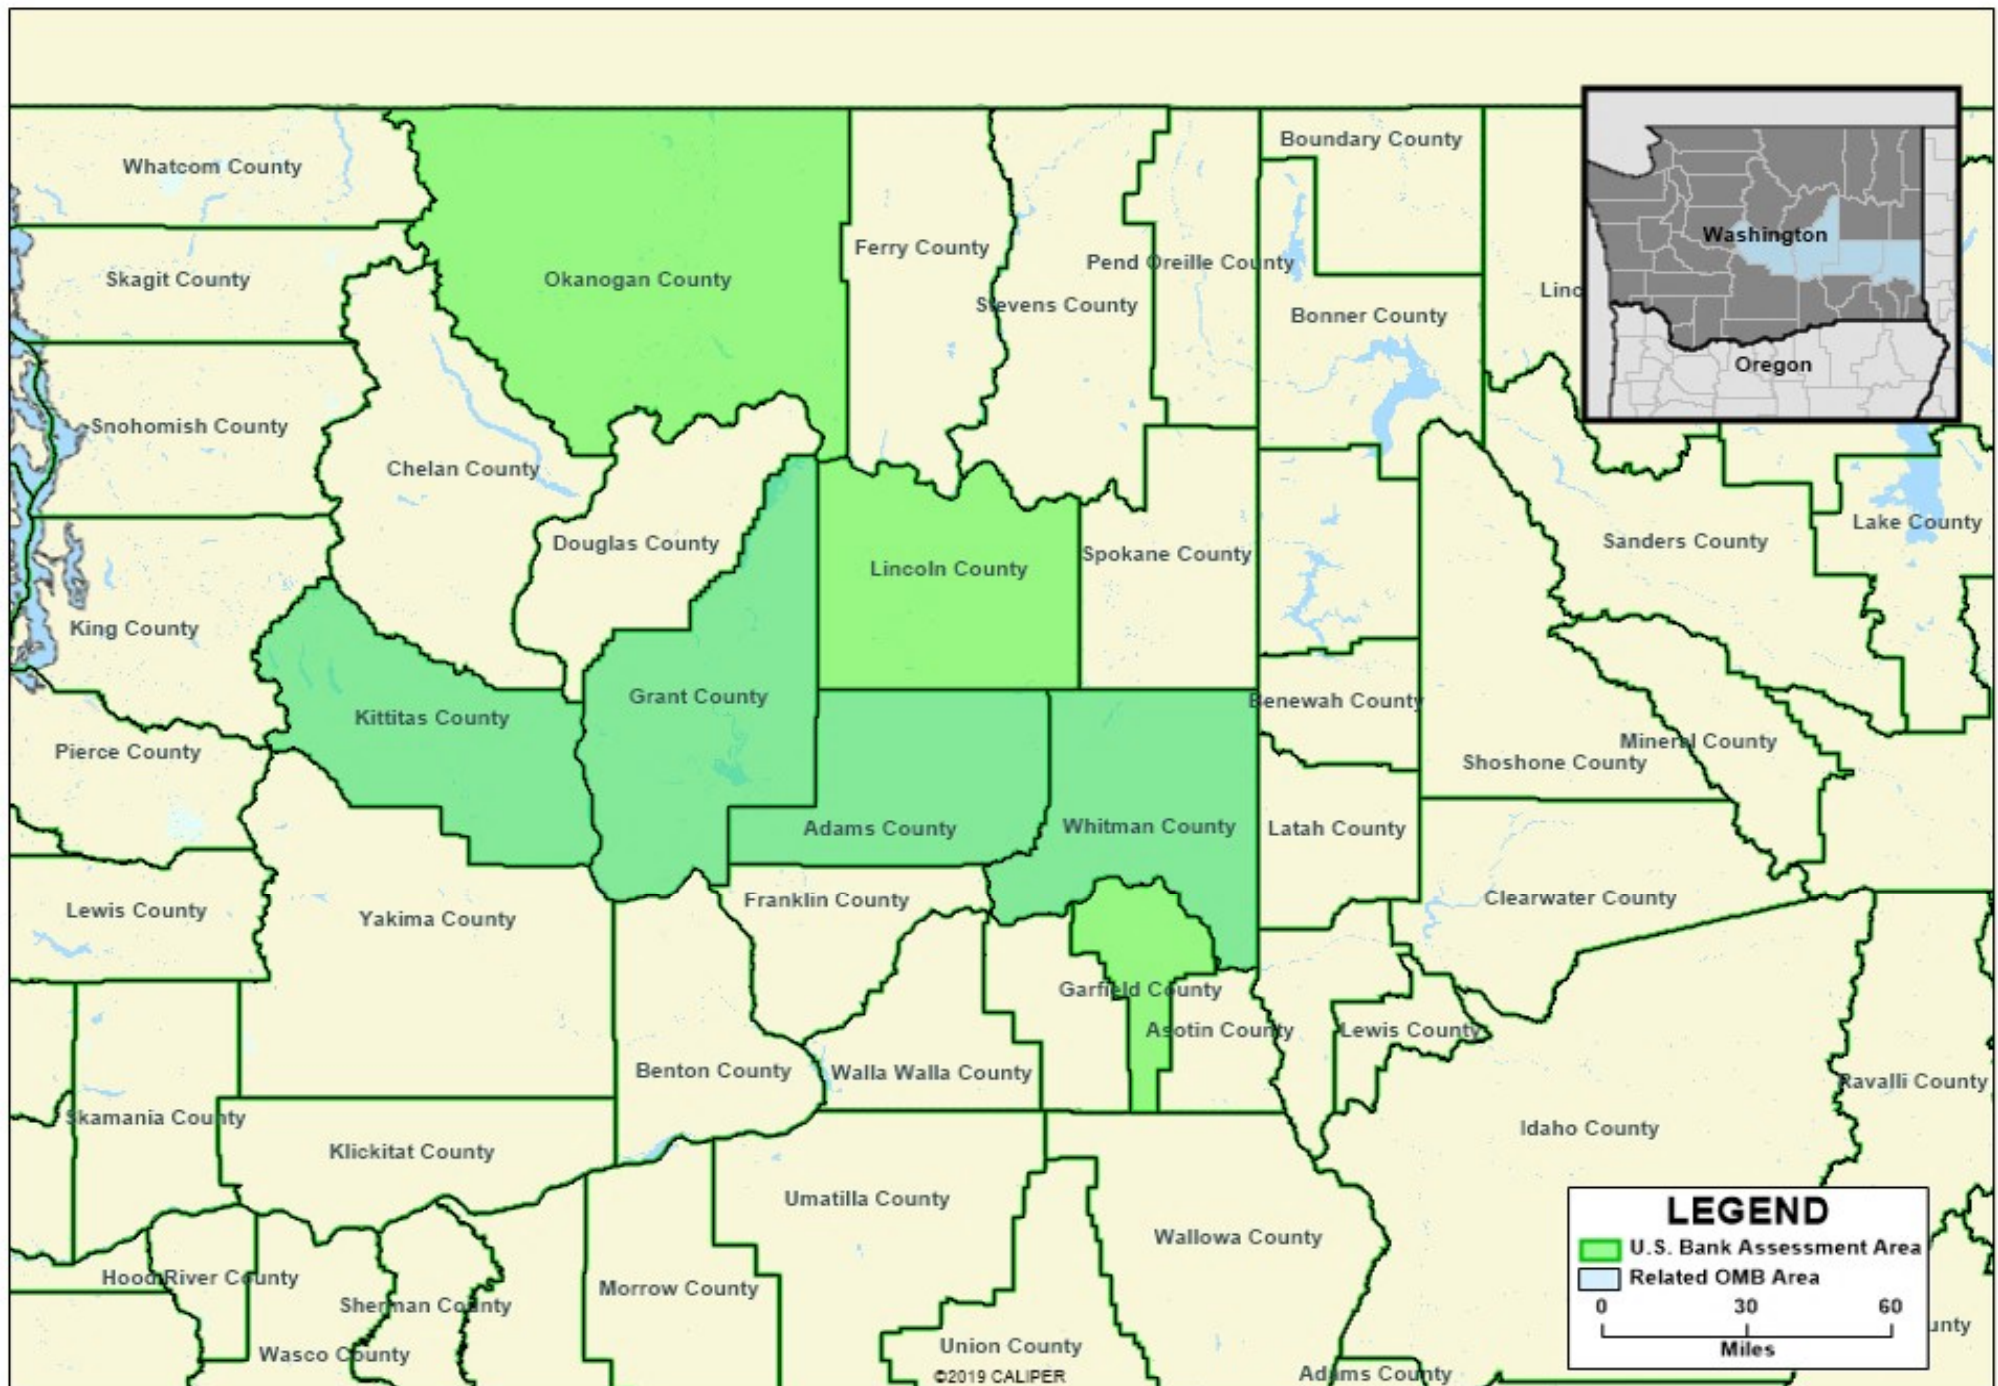 Boundary County
Whatcom County
Washington
Ferry County
Pend Oreille County
Skagit County
Okanogan County
Linc
Stevens County
Bonner County
Oregon
Snohomish County
Chelan County
Lake County
Douglas County
Sanders County
Spokane County
Lincoln County
King County
Grant County
Benewah County
Kittitas County
Mineral County
Pierce County
Shoshone County
Adams County
Whitman County
Latah County
Clearwater County
Franklin County
Lewis County
Yakima County
Garfield County
Asotin County
Lewis County
Benton County
Walla Walla County
Ravalli County
Skamania County
Idaho County
Klickitat County
Umatilla County
LEGEND
Wallowa County
U.S. Bank Assessment Area
Related OMB Area
Hood River County
Morrow County
Sherman County
0 30 60
unty
Union County
Miles
Wasco County
©2019 CALIPER
Adams County